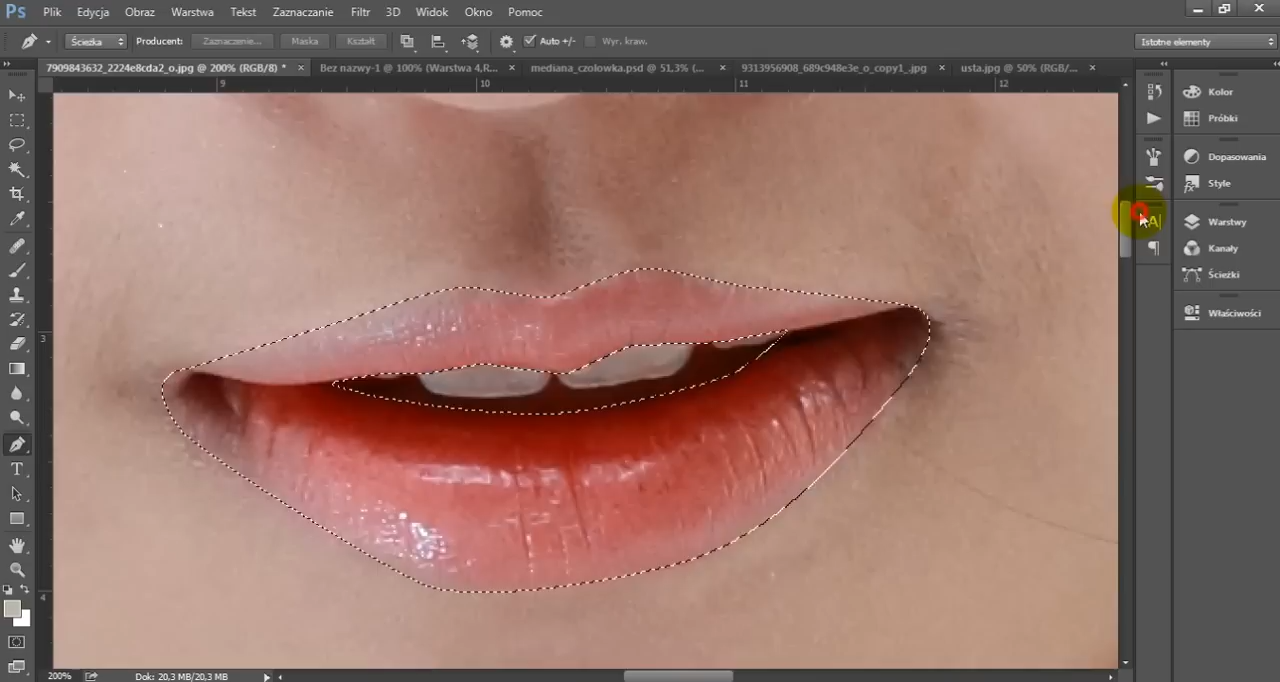 Ps Plik Edycja Obraz Warstwa Tekst Zaznaczanie Filtr 3D Widok Okno Pomoc
Ścieżka Producent: Zaznaczenie... Maska Kształt Auto +/- Wyr. kraw. Istotne elementy
7909843632_2224e8cda2_o.jpg @ 200% (RGB/8) * × Bez nazwy-1 @ 100% (Warstwa 4,R... × mediana_czolowka.psd @ 51,3% (... × 9313956908_689c948e3e_o_copy1_.jpg × usta.jpg @ 50% (RGB/... ×
9 10 11 12
Kolor
Próbki
Dopasowania
Style
A|
Warstwy
¶
Kanały
Ścieżki
Właściwości
3
T
4
200% Dok: 20,3 MB/20,3 MB